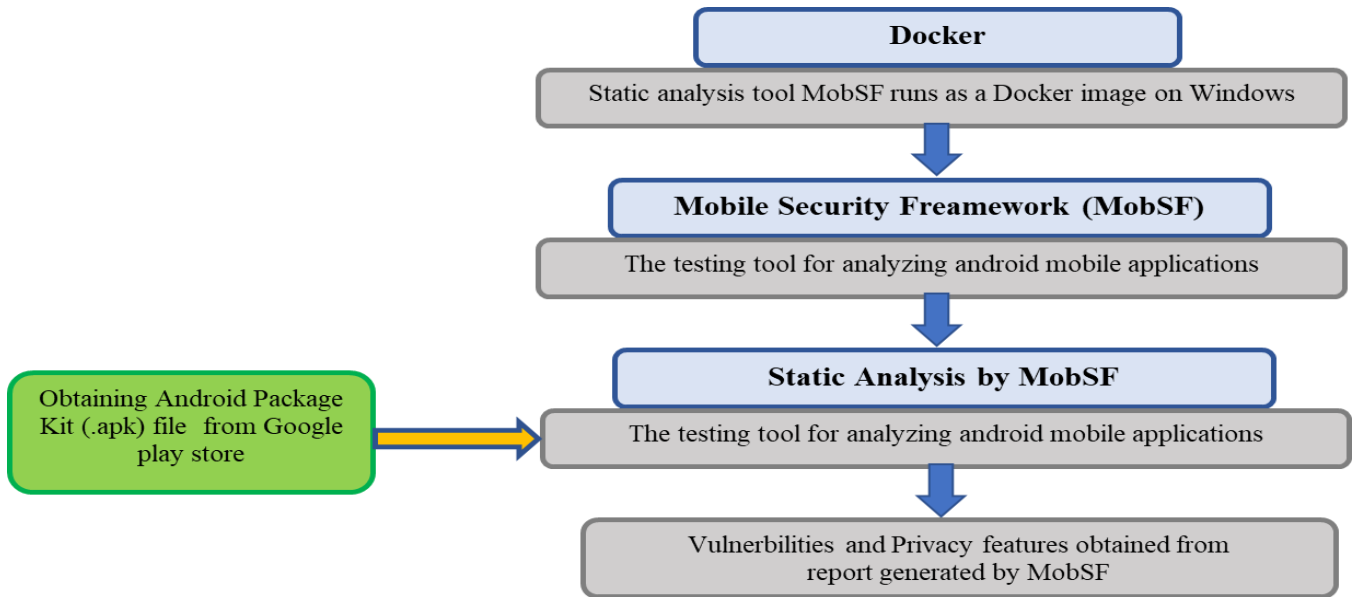 Docker
Static analysis tool MobSF runs as a Docker image on Windows
Mobile Security Freamework (MobSF)
The testing tool for analyzing android mobile applications
Static Analysis by MobSF
The testing tool for analyzing android mobile applications
Obtaining Android Package
Kit (.apk) file from Google
play store
Vulnerbilities and Privacy features obtained from
report generated by MobSF